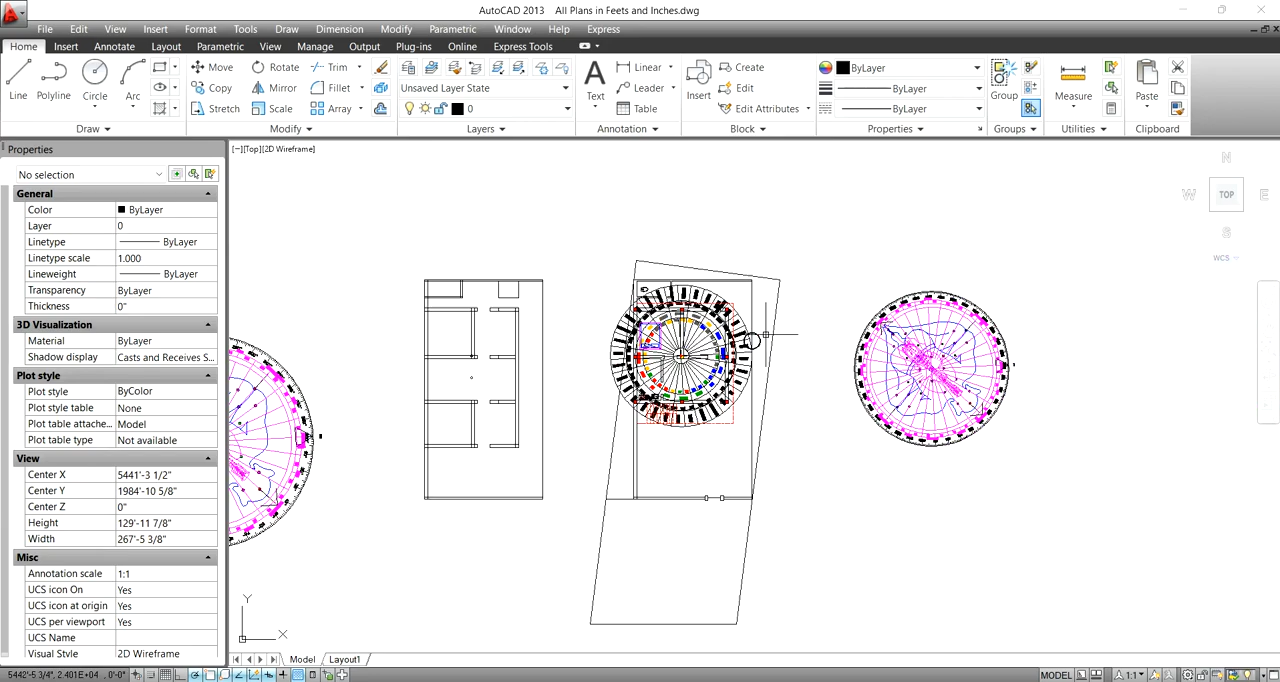 AutoCAD 2013    All Plans in Feets and Inches.dwg
File Edit View Insert Format Tools Draw Dimension Modify Parametric Window Help Express
Home Insert Annotate Layout Parametric View Manage Output Plug-ins Online Express Tools
Move Rotate Trim Unsaved Layer State Linear Create ByLayer
Line Polyline Circle Arc Copy Mirror Fillet Text Leader Insert Edit ByLayer Group Measure Paste
Stretch Scale Array 0 Table Edit Attributes ByLayer
Draw Modify Layers Annotation Block Properties Groups Utilities Clipboard
Properties
[−][Top][2D Wireframe]
No selection
General
Color ByLayer
Layer 0
Linetype ByLayer
Linetype scale 1.000
Lineweight ByLayer
Transparency ByLayer
Thickness 0"
3D Visualization
Material ByLayer
Shadow display Casts and Receives S...
Plot style
Plot style ByColor
Plot style table None
Plot table attache... Model
Plot table type Not available
View
Center X 5441'-3 1/2"
Center Y 1984'-10 5/8"
Center Z 0"
Height 129'-11 7/8"
Width 267'-5 3/8"
Misc
Annotation scale 1:1
UCS icon On Yes
UCS icon at origin Yes
UCS per viewport Yes
UCS Name
Visual Style 2D Wireframe
N
W TOP E
S
WCS
Y
X
Model Layout1
5442'-5 3/4", 2.401E+04 , 0'-0" MODEL 1:1